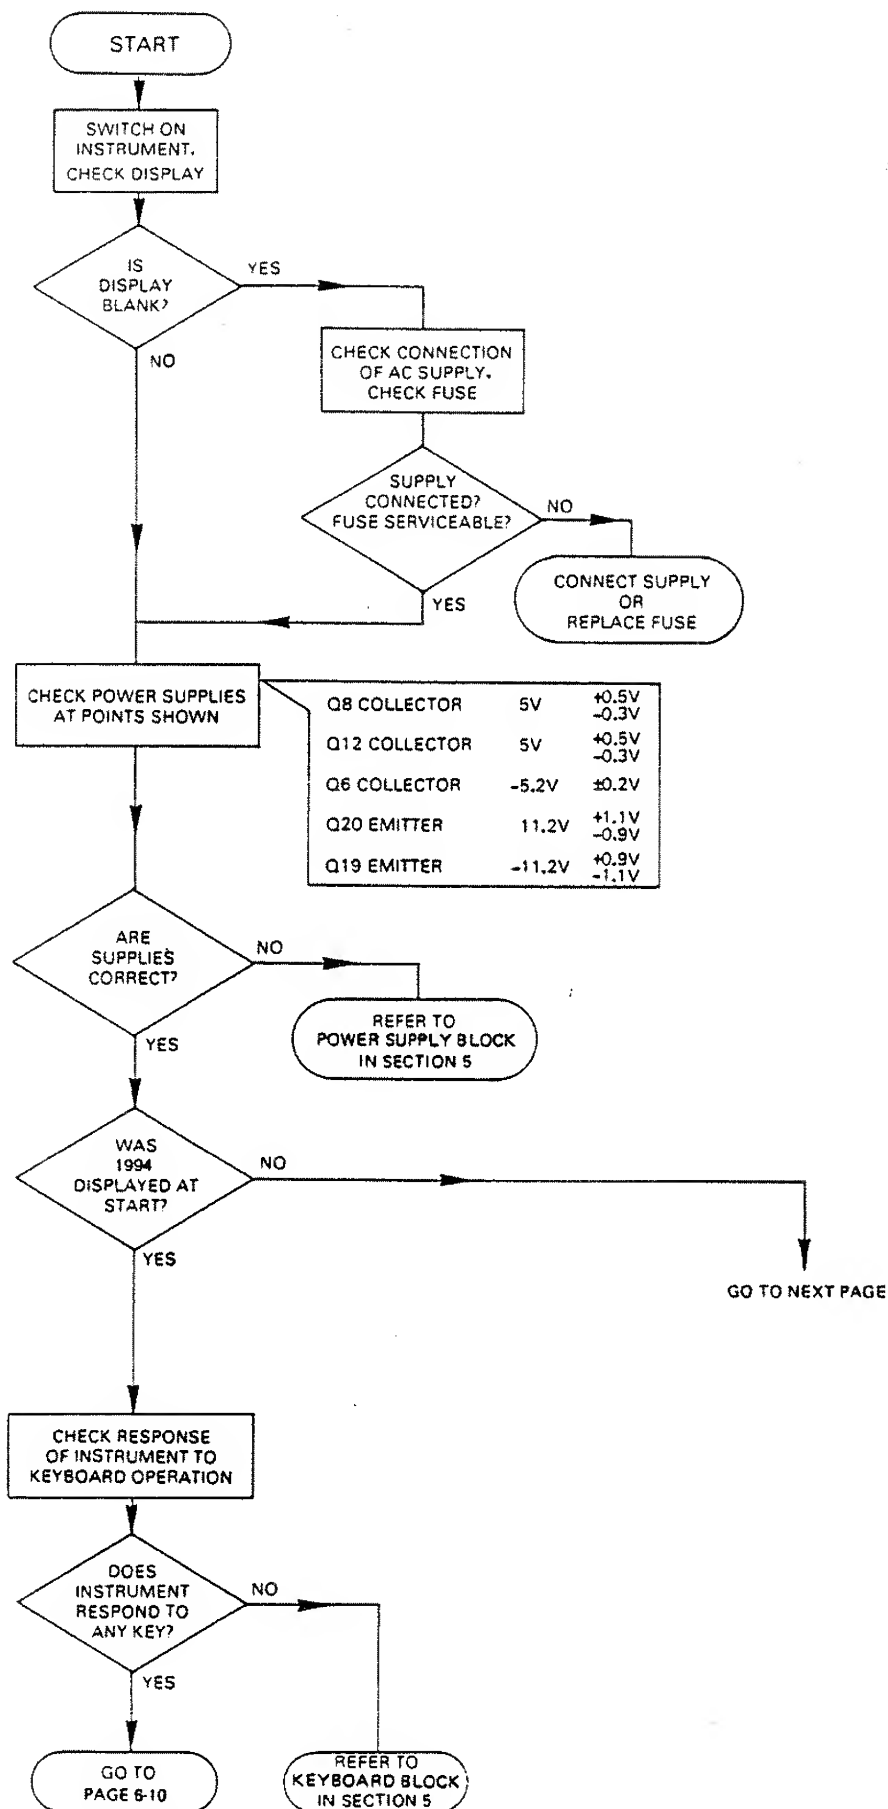 START
SWITCH ON
INSTRUMENT.
CHECK DISPLAY
IS
DISPLAY
BLANK?
YES
NO
CHECK CONNECTION
OF AC SUPPLY.
CHECK FUSE
SUPPLY
CONNECTED?
FUSE SERVICEABLE?
NO
YES
CONNECT SUPPLY
OR
REPLACE FUSE
CHECK POWER SUPPLIES
AT POINTS SHOWN
Q8 COLLECTOR 5V +0.5V
-0.3V
Q12 COLLECTOR 5V +0.5V
-0.3V
Q6 COLLECTOR -5.2V ±0.2V
Q20 EMITTER 11.2V +1.1V
-0.9V
Q19 EMITTER -11.2V +0.9V
-1.1V
ARE
SUPPLIES
CORRECT?
NO
YES
REFER TO
POWER SUPPLY BLOCK
IN SECTION 5
WAS
1994
DISPLAYED AT
START?
NO
YES
GO TO NEXT PAGE
CHECK RESPONSE
OF INSTRUMENT TO
KEYBOARD OPERATION
DOES
INSTRUMENT
RESPOND TO
ANY KEY?
NO
YES
GO TO
PAGE 6-10
REFER TO
KEYBOARD BLOCK
IN SECTION 5